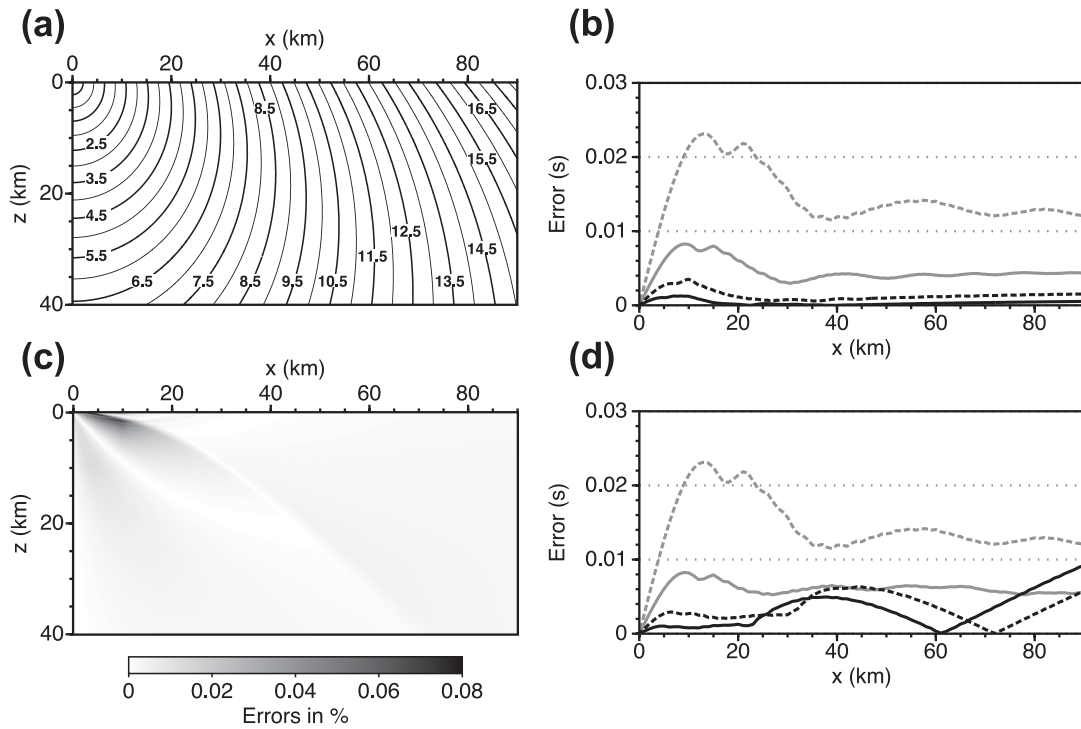 (a)
x (km)
0 20 40 60 80
0
20
40
z (km)
2.5
3.5
4.5
5.5
6.5
7.5
8.5
8.5
9.5
10.5
11.5
12.5
13.5
14.5
15.5
16.5
(b)
0.03
0.02
0.01
0
Error (s)
0 20 40 60 80
x (km)
(c)
x (km)
0 20 40 60 80
0
20
40
z (km)
0 0.02 0.04 0.06 0.08
Errors in %
(d)
0.03
0.02
0.01
0
Error (s)
0 20 40 60 80
x (km)